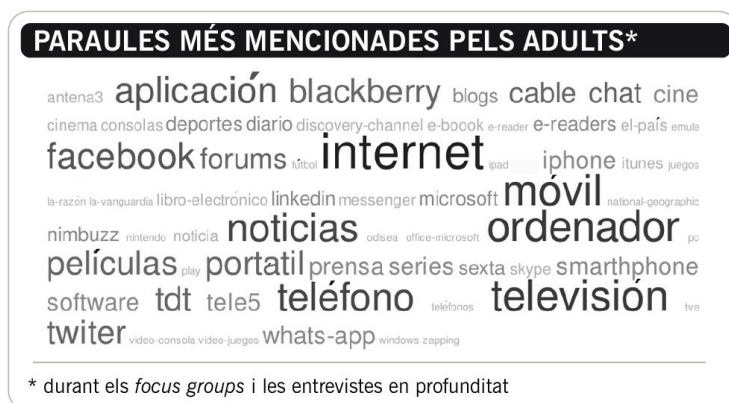 PARAULES MÉS MENCIONADES PELS ADULTS*
antena3 aplicación blackberry blogs cable chat cine
cinema consolas deportes diario discovery-channel e-boook e-reader e-readers el-país emule
facebook forums fútbol internet ipad iphone itunes juegos
la-razón la-vanguardia libro-electrónico linkedin messenger microsoft móvil national-geographic
nimbuzz nintendo noticia noticias odisea office-microsoft ordenador pc
películas play portatil prensa series sexta skype smarthphone
software tdt tele5 teléfono teléfonos televisión tve
twiter video-consola video-juegos whats-app windows zapping
* durant els focus groups i les entrevistes en profunditat